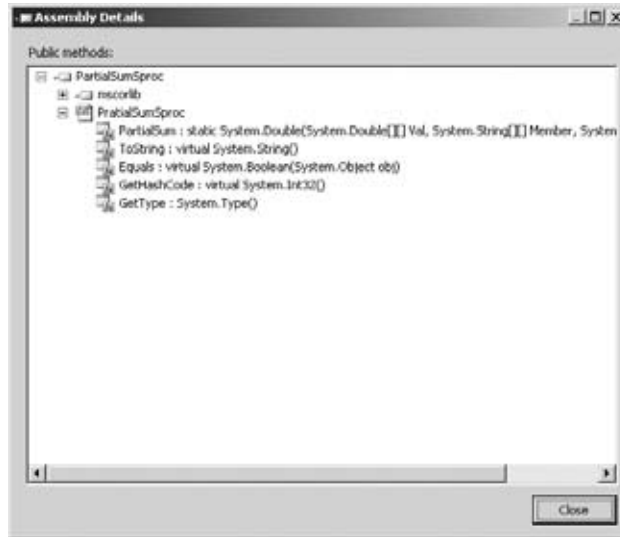 Assembly Details
Public methods:
PartialSumSproc
mscorlib
PratialSumSproc
PartialSum : static System.Double(System.Double[][] Val, System.String[][] Member, System
ToString : virtual System.String()
Equals : virtual System.Boolean(System.Object obj)
GetHashCode : virtual System.Int32()
GetType : System.Type()
Close